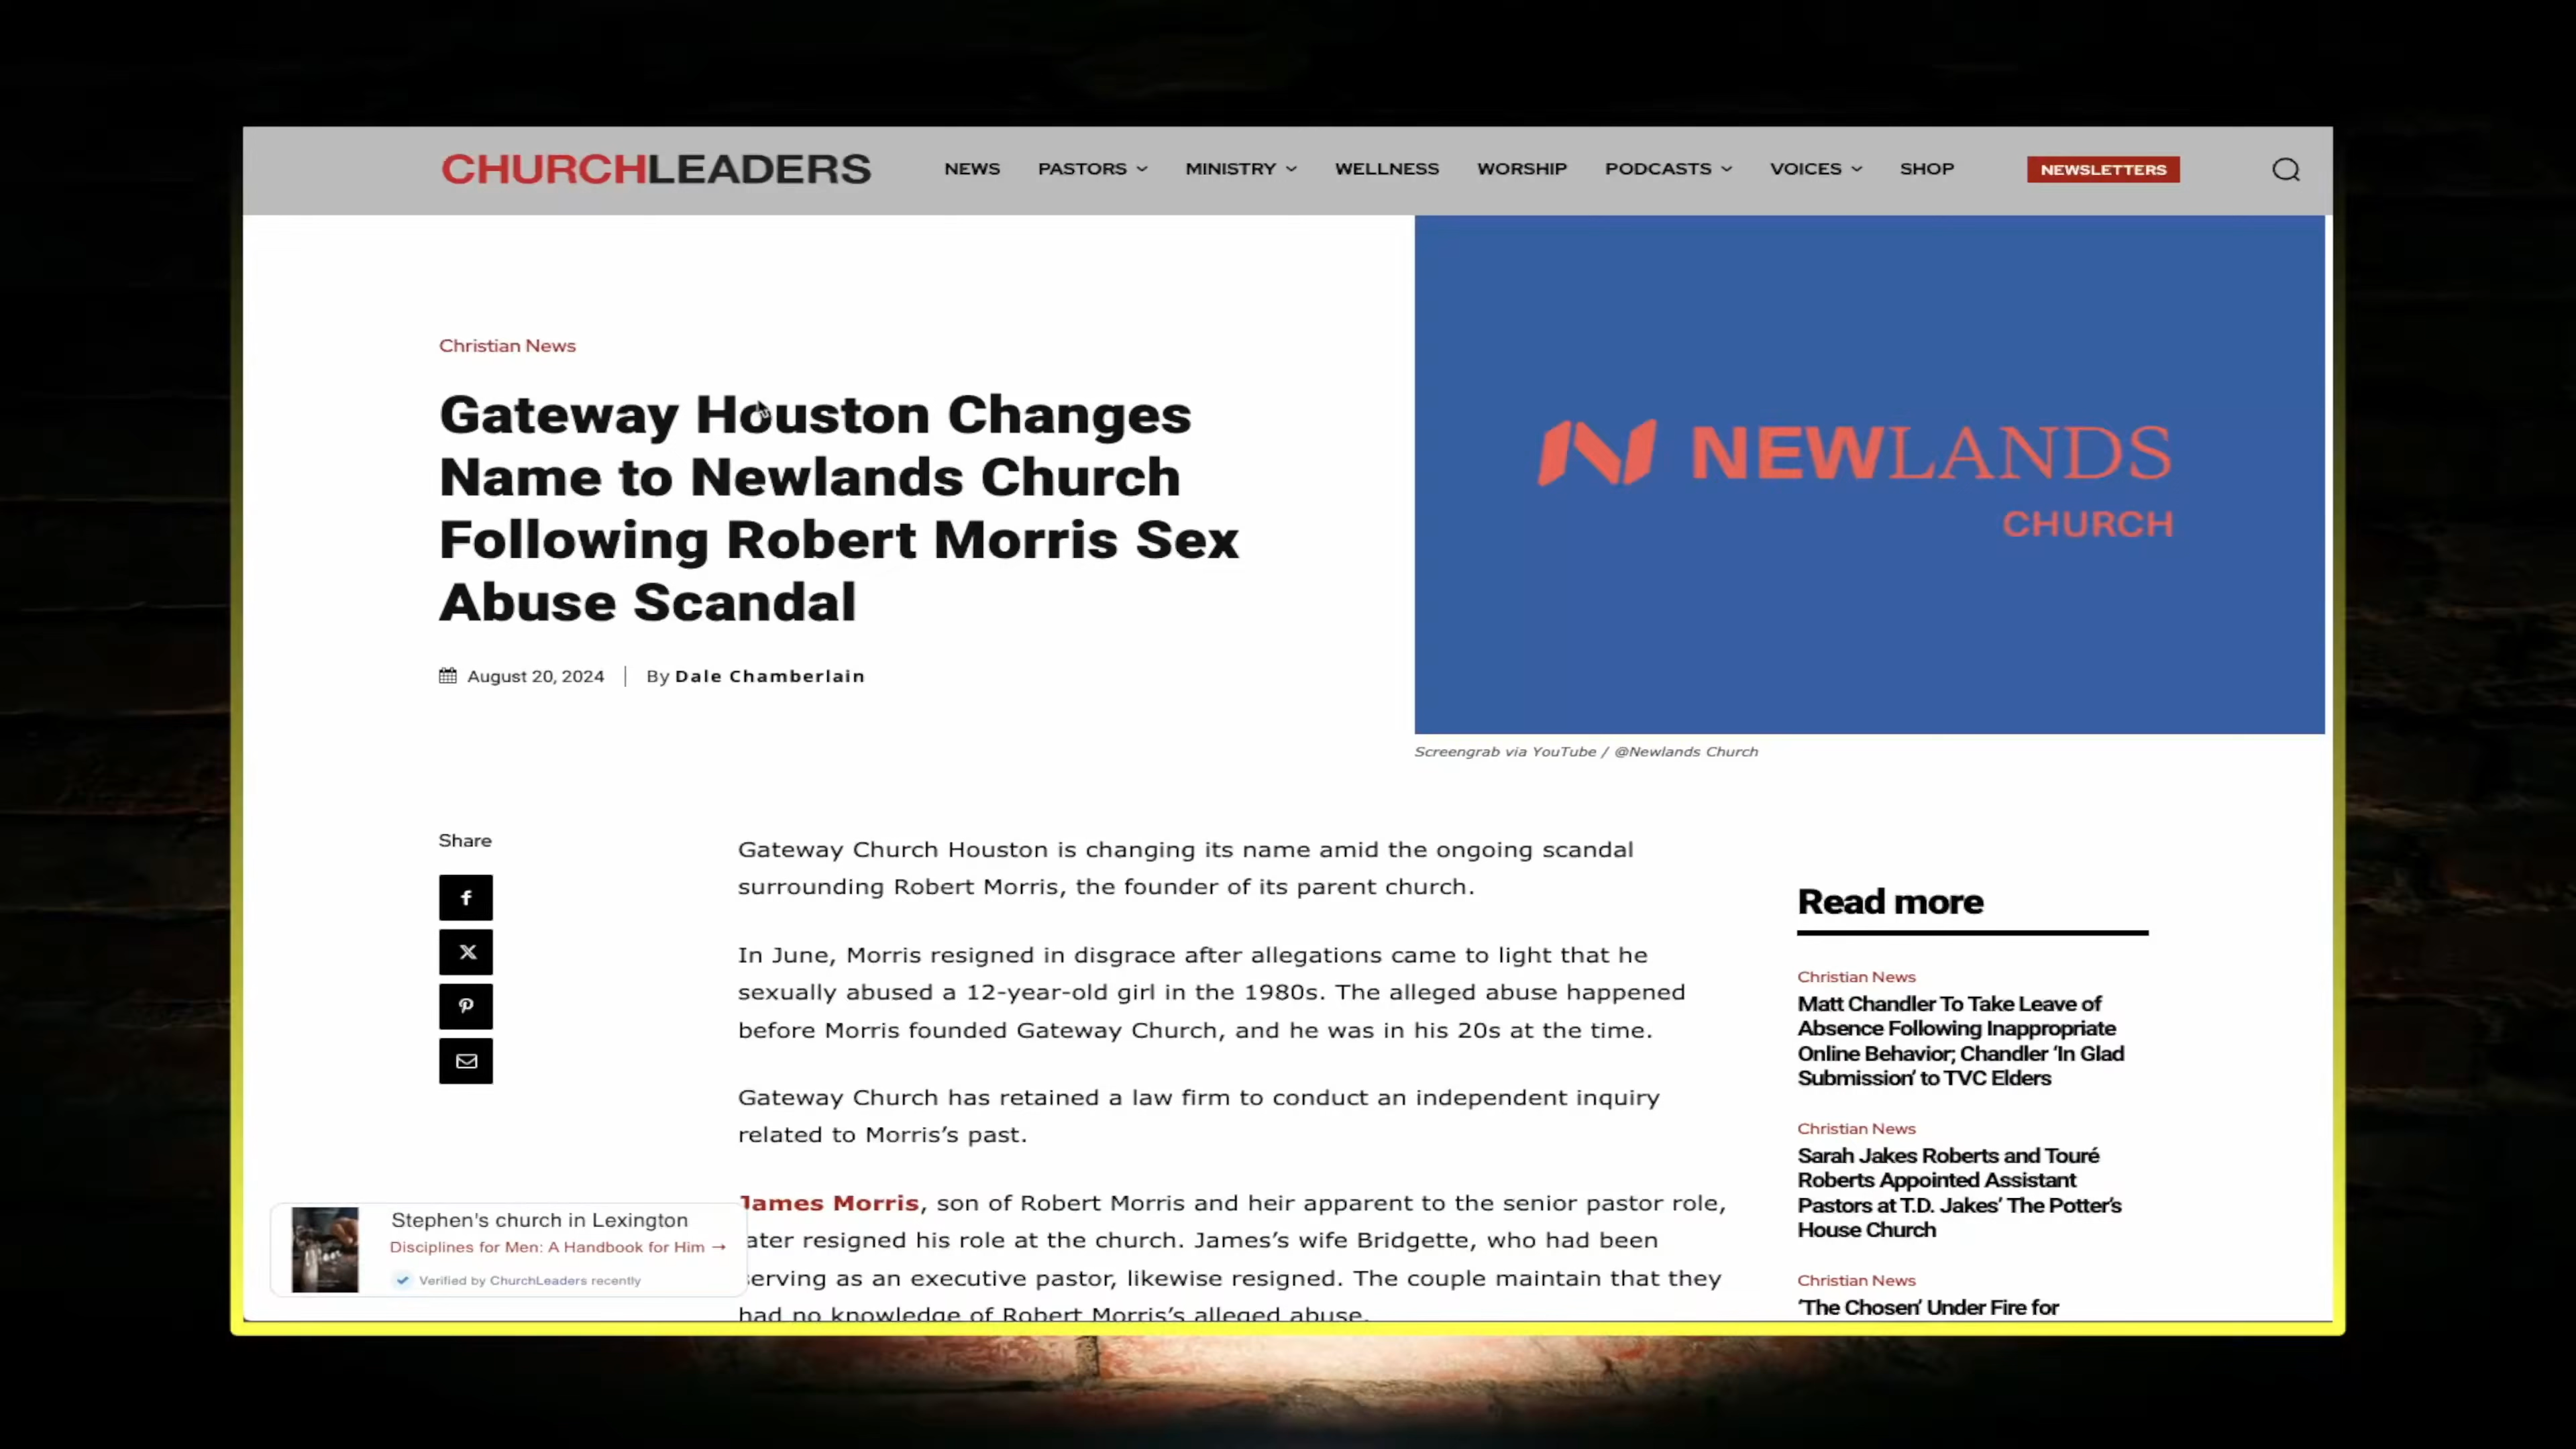 CHURCHLEADERS
NEWS PASTORS MINISTRY WELLNESS WORSHIP PODCASTS VOICES SHOP NEWSLETTERS
Christian News
Gateway Houston Changes
Name to Newlands Church
Following Robert Morris Sex
Abuse Scandal
August 20, 2024 | By Dale Chamberlain
NEWLANDS
CHURCH
Screengrab via YouTube / @Newlands Church
Share
Gateway Church Houston is changing its name amid the ongoing scandal
surrounding Robert Morris, the founder of its parent church.
In June, Morris resigned in disgrace after allegations came to light that he
sexually abused a 12-year-old girl in the 1980s. The alleged abuse happened
before Morris founded Gateway Church, and he was in his 20s at the time.
Gateway Church has retained a law firm to conduct an independent inquiry
related to Morris's past.
James Morris, son of Robert Morris and heir apparent to the senior pastor role,
later resigned his role at the church. James's wife Bridgette, who had been
serving as an executive pastor, likewise resigned. The couple maintain that they
had no knowledge of Robert Morris's alleged abuse.
Stephen's church in Lexington
Disciplines for Men: A Handbook for Him →
Verified by ChurchLeaders recently
Read more
Christian News
Matt Chandler To Take Leave of
Absence Following Inappropriate
Online Behavior; Chandler 'In Glad
Submission' to TVC Elders
Christian News
Sarah Jakes Roberts and Touré
Roberts Appointed Assistant
Pastors at T.D. Jakes' The Potter's
House Church
Christian News
'The Chosen' Under Fire for